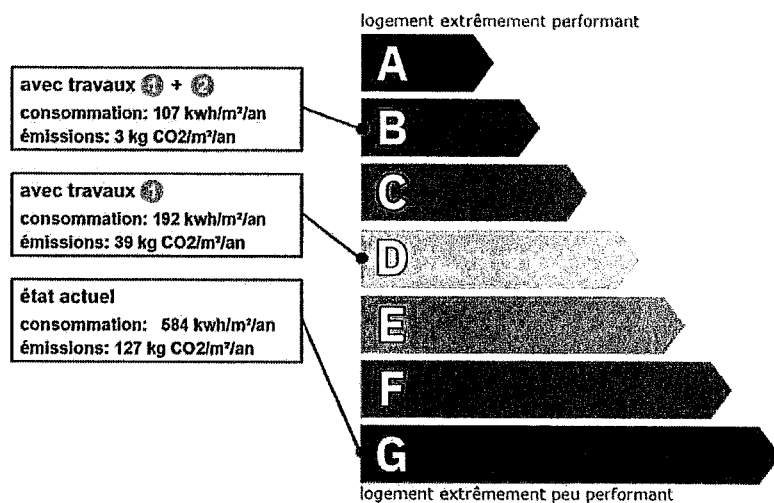 logement extrêmement performant
A
avec travaux 1 + 2
consommation: 107 kwh/m²/an
émissions: 3 kg CO2/m²/an
B
C
avec travaux 1
consommation: 192 kwh/m²/an
émissions: 39 kg CO2/m²/an
D
état actuel
consommation: 584 kwh/m²/an
émissions: 127 kg CO2/m²/an
E
F
G
logement extrêmement peu performant